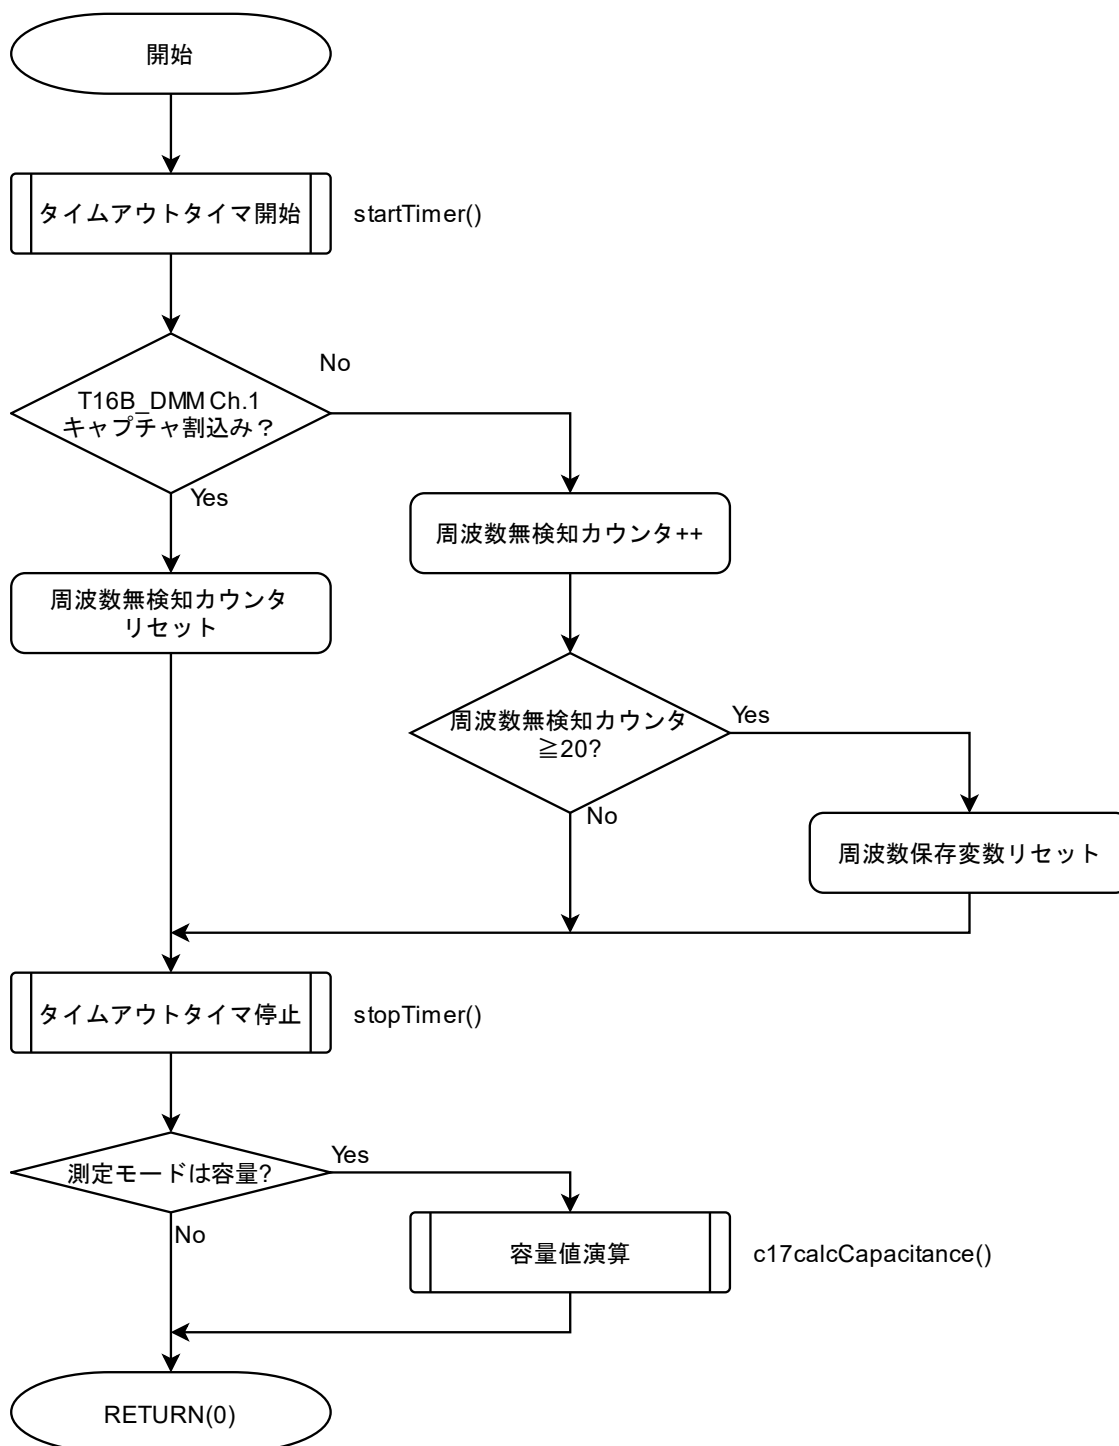 開始
タイムアウトタイマ開始
startTimer()
T16B_DMM Ch.1
キャプチャ割込み？
No
Yes
周波数無検知カウンタ++
周波数無検知カウンタ
リセット
周波数無検知カウンタ
≧20?
Yes
No
周波数保存変数リセット
タイムアウトタイマ停止
stopTimer()
測定モードは容量?
Yes
No
容量値演算
c17calcCapacitance()
RETURN(0)